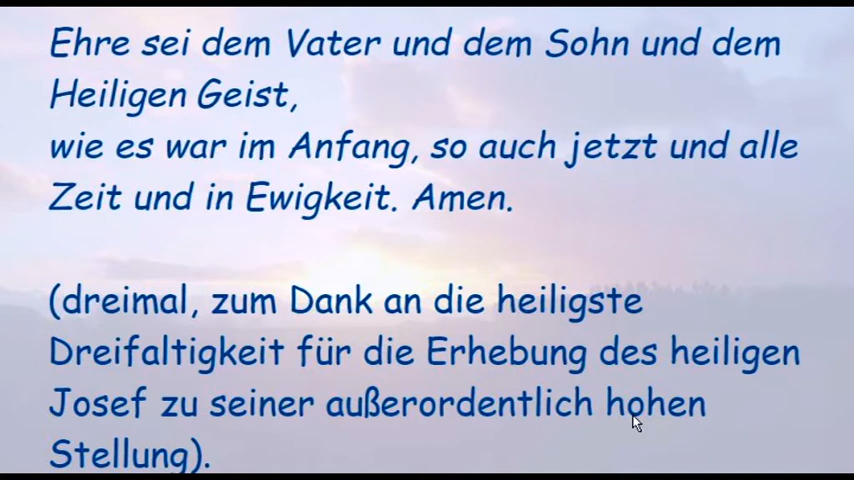 Ehre sei dem Vater und dem Sohn und dem
Heiligen Geist,
wie es war im Anfang, so auch jetzt und alle
Zeit und in Ewigkeit. Amen.
(dreimal, zum Dank an die heiligste
Dreifaltigkeit für die Erhebung des heiligen
Josef zu seiner außerordentlich hohen
Stellung).